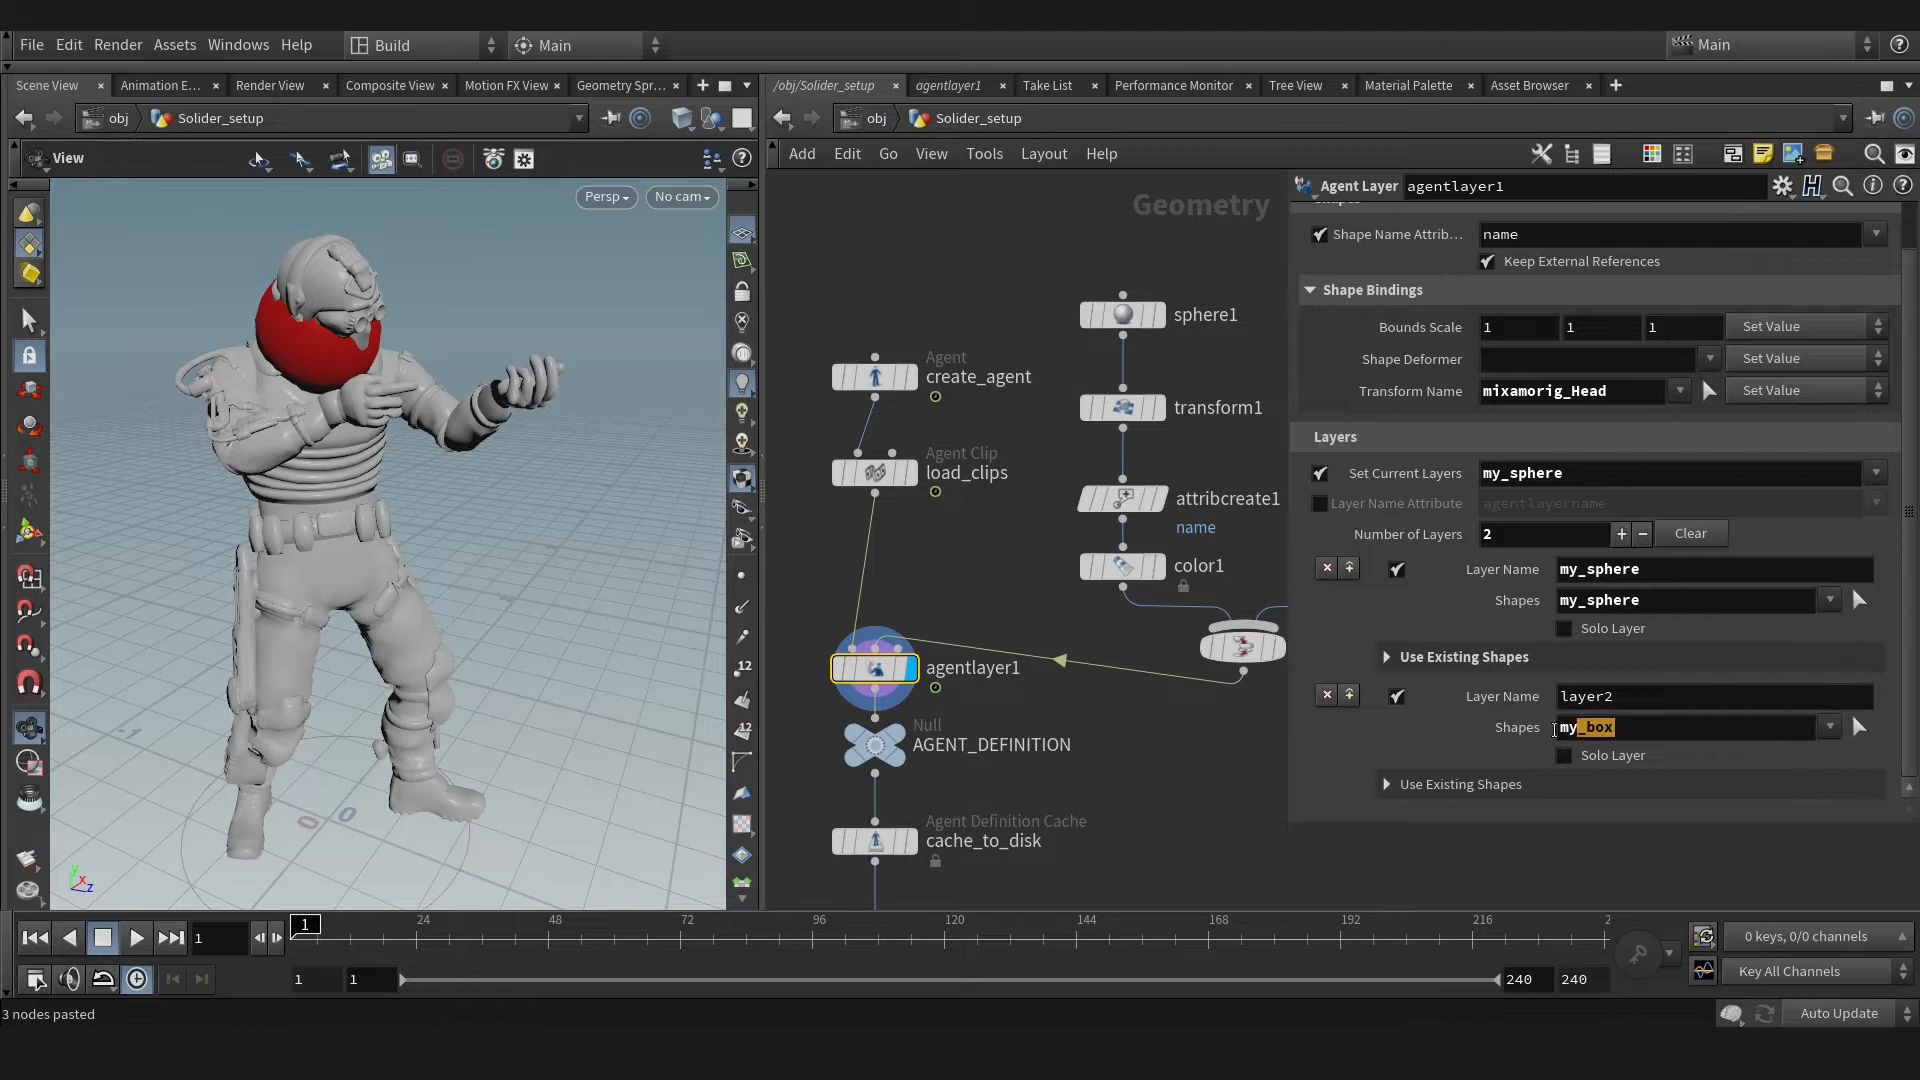 File Edit Render Assets Windows Help Build Main Main
Scene View Animation E... Render View Composite View Motion FX View Geometry Spr... /obj/Solider_setup agentlayer1 Take List Performance Monitor Tree View Material Palette Asset Browser
obj Solider_setup obj Solider_setup
View Add Edit Go View Tools Layout Help
Persp No cam
Geometry
Agent Layer agentlayer1
Shapes
Shape Name Attrib... name
Keep External References
Shape Bindings
Bounds Scale 1 1 1 Set Value
Shape Deformer Set Value
Transform Name mixamorig_Head Set Value
Layers
Set Current Layers my_sphere
Layer Name Attribute agentlayername
Number of Layers 2 + − Clear
Layer Name my_sphere
Shapes my_sphere
Solo Layer
Use Existing Shapes
Layer Name layer2
Shapes my_box
Solo Layer
Use Existing Shapes
sphere1
Agent
create_agent
transform1
Agent Clip
load_clips
attribcreate1
name
color1
agentlayer1
Null
AGENT_DEFINITION
Agent Definition Cache
cache_to_disk
-1 0 0
y x z
12
12
1 1 24 48 72 96 120 144 168 192 216 2
0 keys, 0/0 channels
1 1 240 240 Key All Channels
3 nodes pasted Auto Update